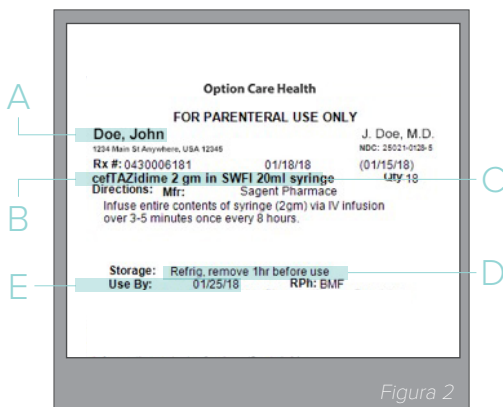 Option Care Health
FOR PARENTERAL USE ONLY
A
Doe, John J. Doe, M.D.
1234 Main St Anywhere, USA 12345 NDC: 25021-0128-5
Rx #: 0430006181 01/18/18 (01/15/18)
B cefTAZidime 2 gm in SWFI 20ml syringe Qty 18 C
Directions: Mfr: Sagent Pharmace
Infuse entire contents of syringe (2gm) via IV infusion
over 3-5 minutes once every 8 hours.
Storage: Refrig, remove 1hr before use D
E Use By: 01/25/18 RPh: BMF
Figura 2